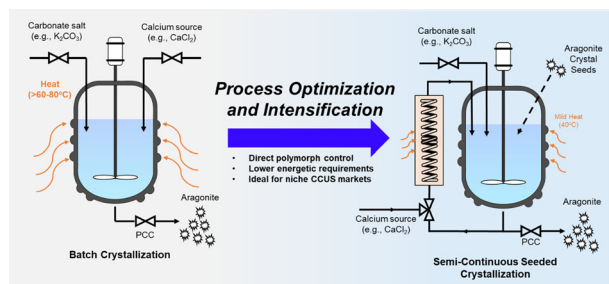 Carbonate salt
(e.g., K₂CO₃)
Calcium source
(e.g., CaCl₂)
Heat
(>60-80ºC)
PCC
Aragonite
Batch Crystallization
Process Optimization
and Intensification
• Direct polymorph control
• Lower energetic requirements
• Ideal for niche CCUS markets
Carbonate salt
(e.g., K₂CO₃)
Aragonite
Crystal
Seeds
Mild Heat
(40ºC)
Calcium source
(e.g., CaCl₂)
PCC
Aragonite
Semi-Continuous Seeded
Crystallization